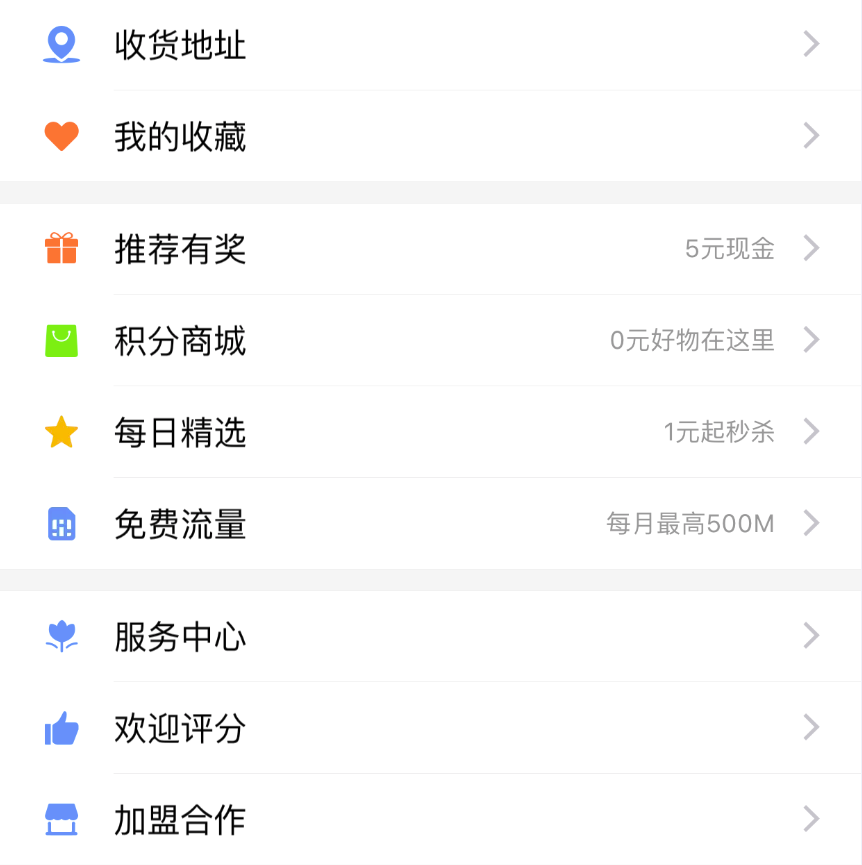 收货地址
我的收藏
推荐有奖 5元现金
积分商城 0元好物在这里
每日精选 1元起秒杀
免费流量 每月最高500M
服务中心
欢迎评分
加盟合作